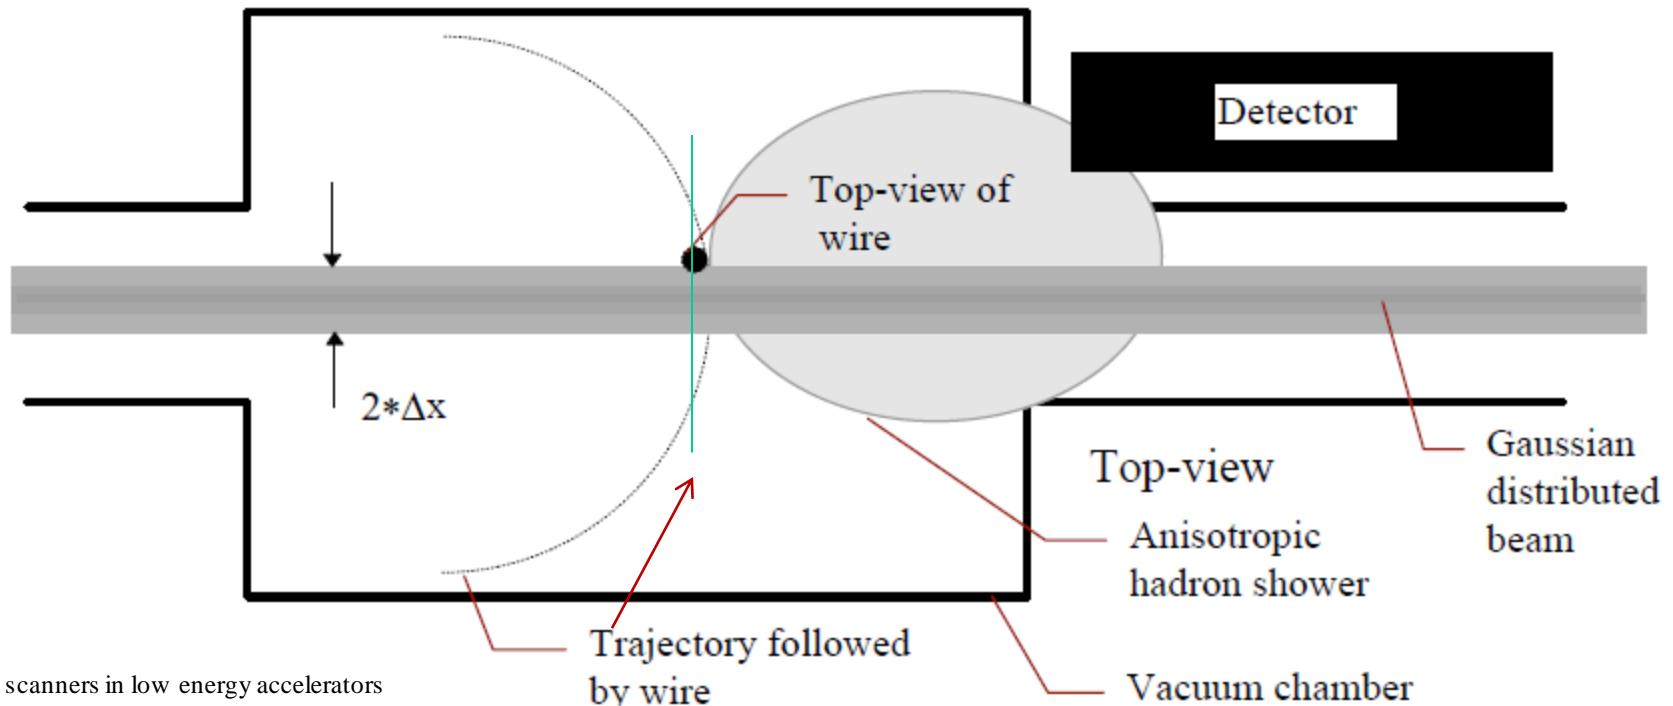 Detector
Top-view of
wire
2*Δx
Gaussian
distributed
beam
Top-view
Anisotropic
hadron shower
Trajectory followed
by wire
Vacuum chamber
scanners in low energy accelerators